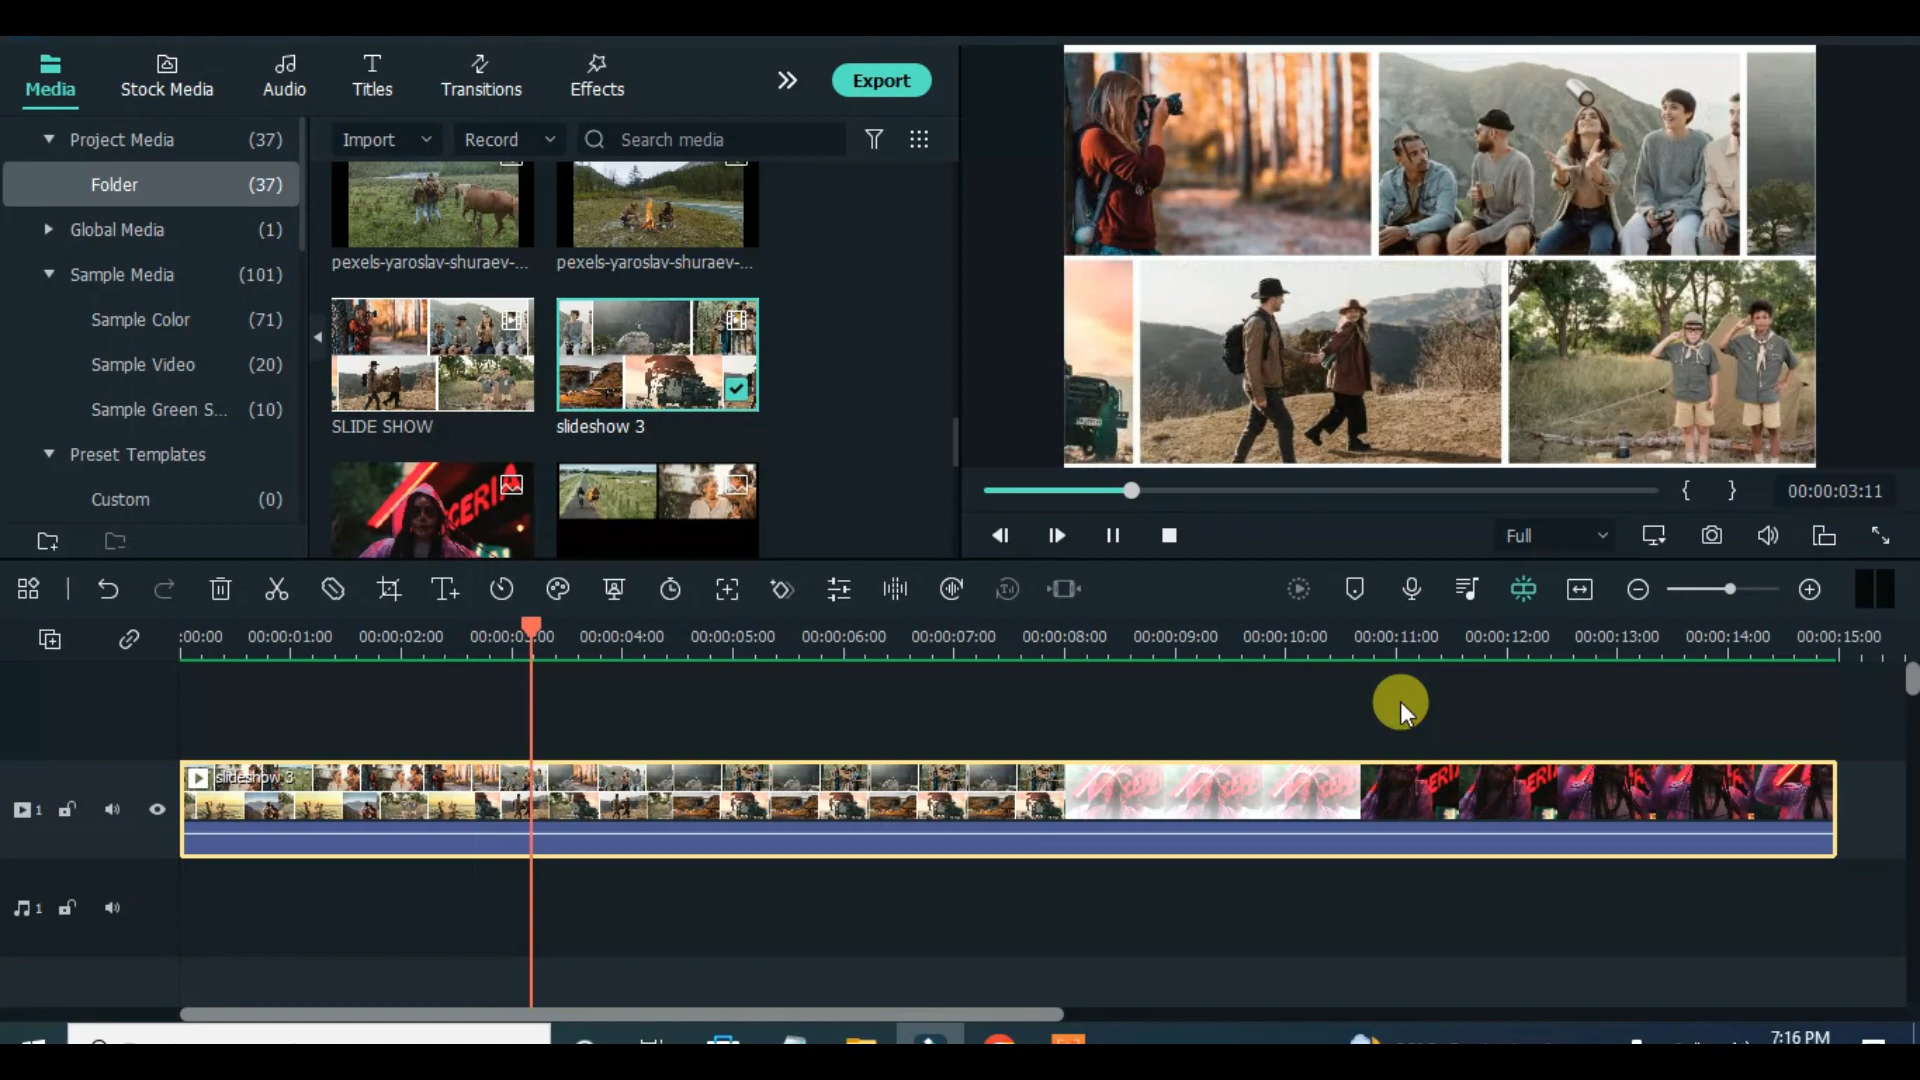 Media
Stock Media
Audio
Titles
Transitions
Effects
Export
Project Media (37)
Folder (37)
Global Media (1)
Sample Media (101)
Sample Color (71)
Sample Video (20)
Sample Green S... (10)
Preset Templates
Custom (0)
Import
Record
Search media
pexels-yaroslav-shuraev-...
pexels-yaroslav-shuraev-...
SLIDE SHOW
slideshow 3
00:00:03:11
Full
:00:00 00:00:01:00 00:00:02:00 00:00:04:00 00:00:05:00 00:00:06:00 00:00:07:00 00:00:08:00 00:00:09:00 00:00:10:00 00:00:11:00 00:00:12:00 00:00:13:00 00:00:14:00 00:00:15:00
slideshow 3
1
1
7:16 PM